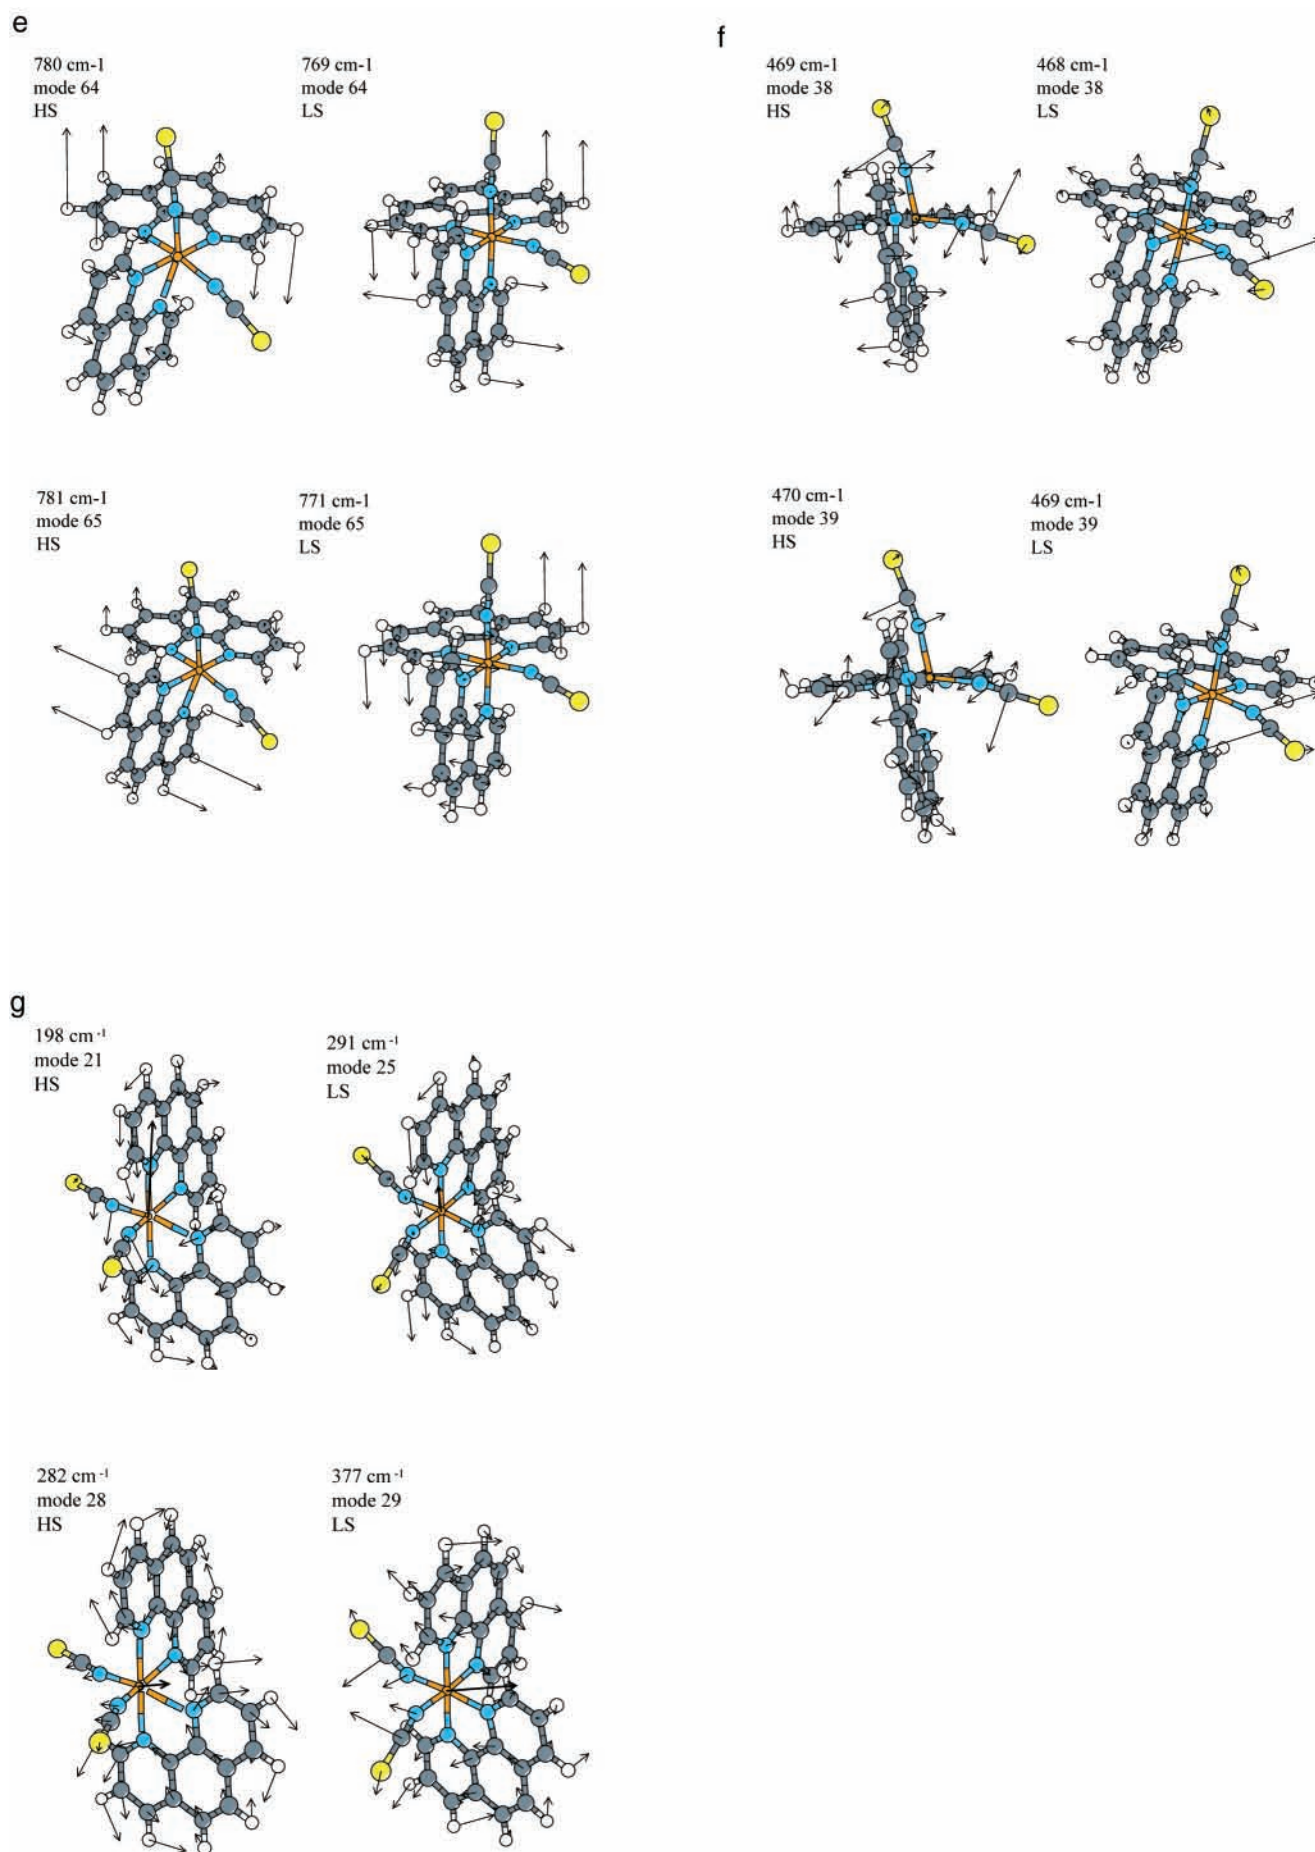 e
780 cm-1
mode 64
HS
769 cm-1
mode 64
LS
781 cm-1
mode 65
HS
771 cm-1
mode 65
LS
f
469 cm-1
mode 38
HS
468 cm-1
mode 38
LS
470 cm-1
mode 39
HS
469 cm-1
mode 39
LS
g
198 cm⁻¹
mode 21
HS
291 cm⁻¹
mode 25
LS
282 cm⁻¹
mode 28
HS
377 cm⁻¹
mode 29
LS